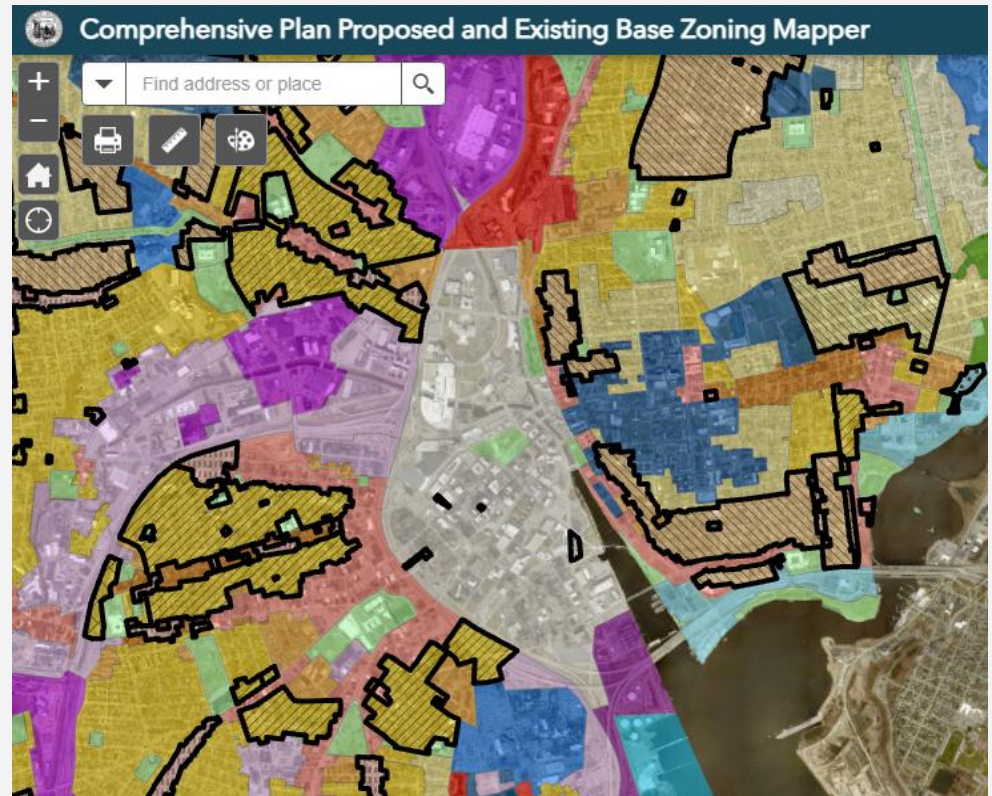 Comprehensive Plan Proposed and Existing Base Zoning Mapper
+
Find address or place
−